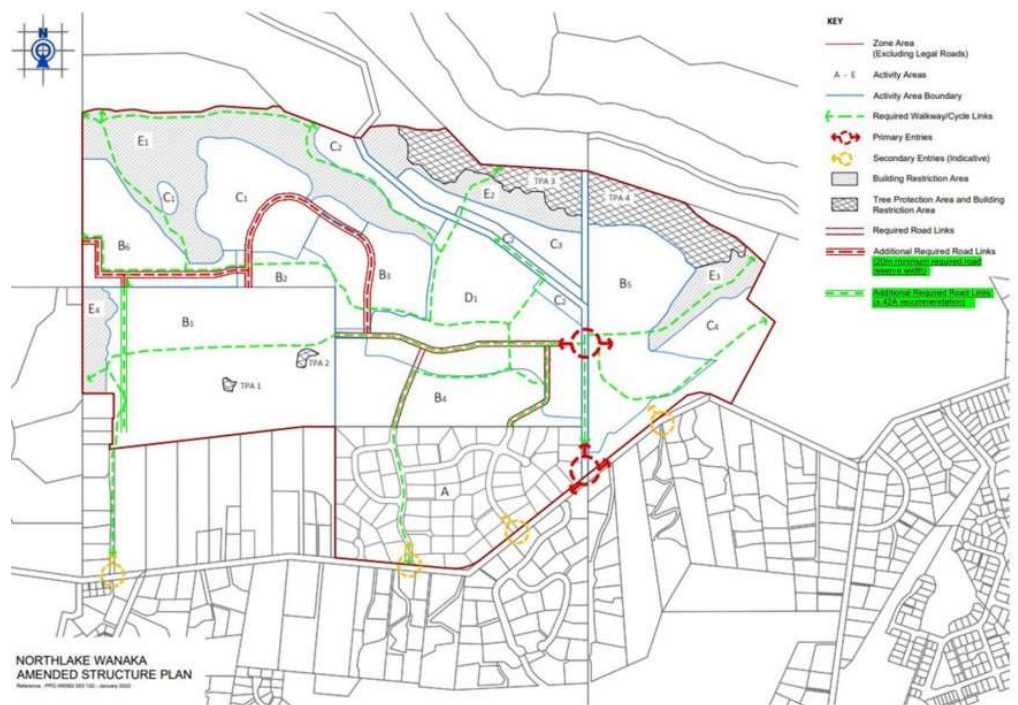 N
KEY
Zone Area
(Excluding Legal Roads)
A - E Activity Areas
Activity Area Boundary
Required Walkway/Cycle Links
Primary Entries
Secondary Entries (Indicative)
Building Restriction Area
Tree Protection Area and Building
Restriction Area
Required Road Links
Additional Required Road Links
(20m minimum required road
reserve width)
Additional Required Road Links
(s.42A recommendation)
E1
C2
TPA 3
E2
TPA 4
C1
C1
C2
C3
B6
B2
B3
B5
E3
D1
C2
E4
B1
C4
TPA 2
TPA 1
B4
A
NORTHLAKE WANAKA
AMENDED STRUCTURE PLAN